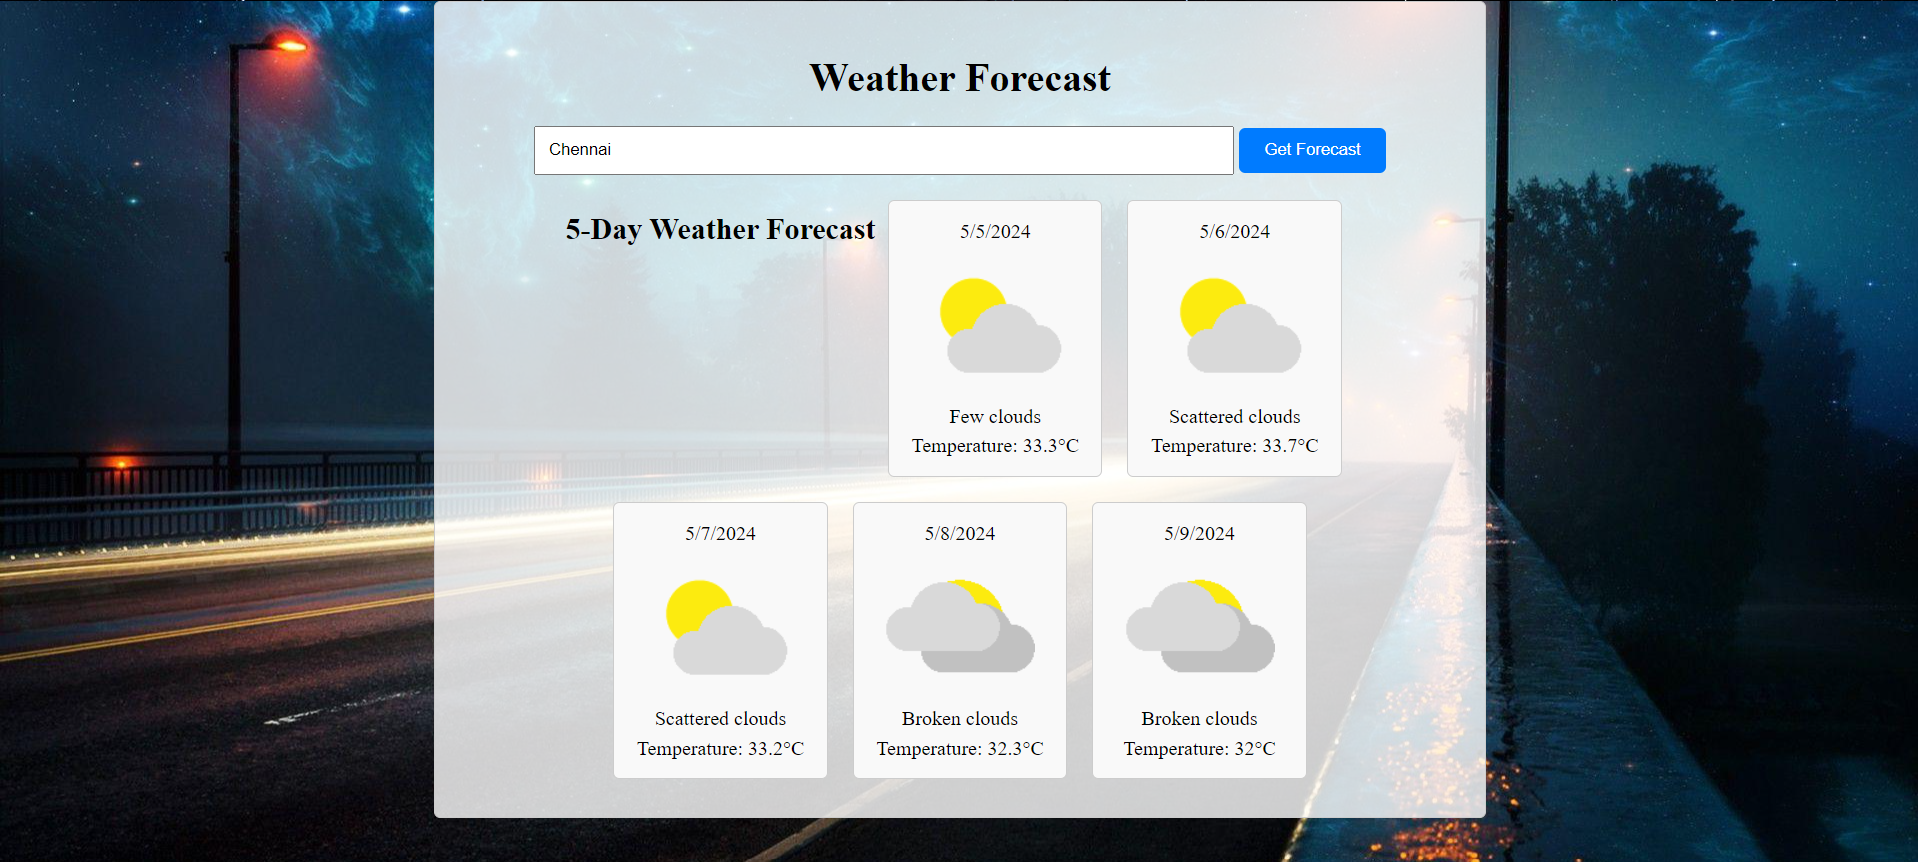 Weather Forecast
Chennai
Get Forecast
5-Day Weather Forecast
5/5/2024
Few clouds
Temperature: 33.3°C
5/6/2024
Scattered clouds
Temperature: 33.7°C
5/7/2024
Scattered clouds
Temperature: 33.2°C
5/8/2024
Broken clouds
Temperature: 32.3°C
5/9/2024
Broken clouds
Temperature: 32°C